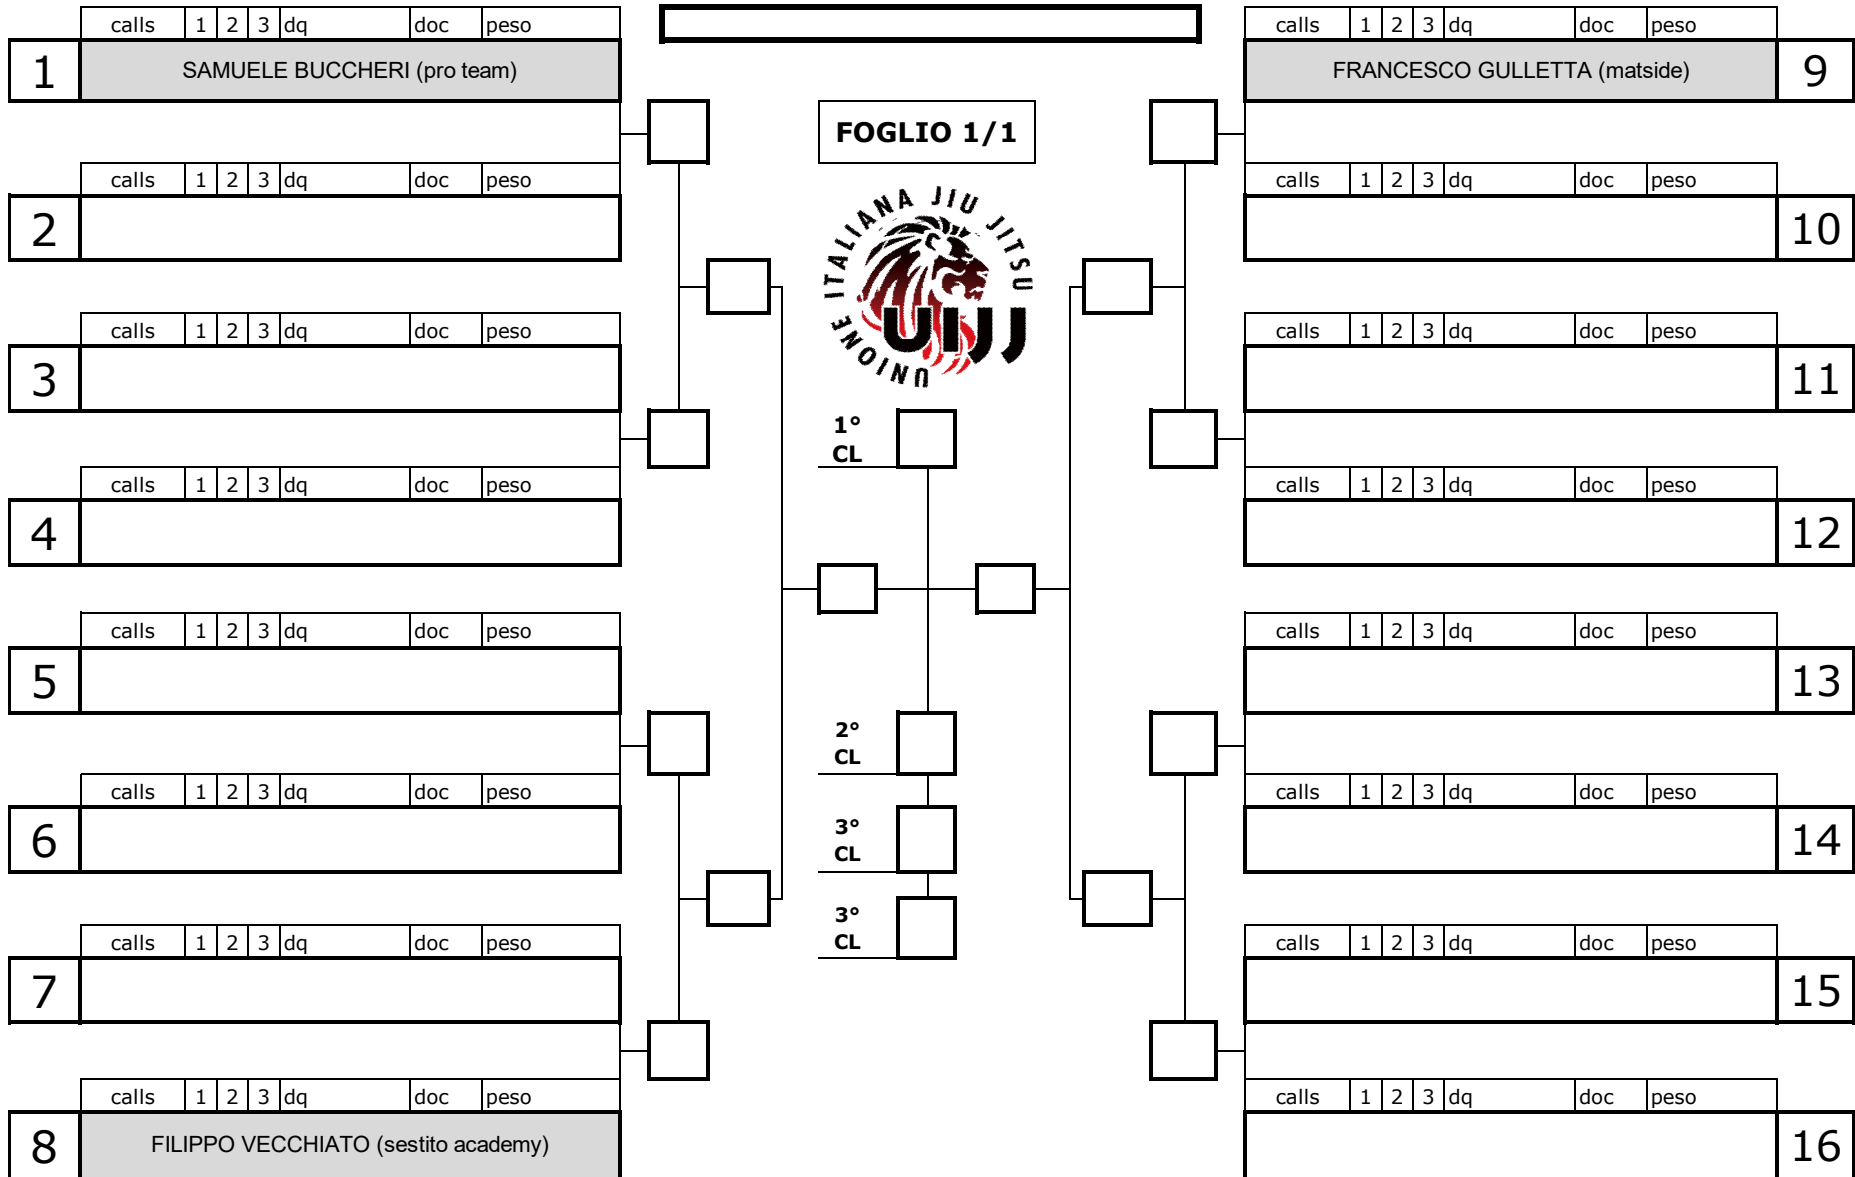 calls 1 2 3 dq doc peso
1 SAMUELE BUCCHERI (pro team)
calls 1 2 3 dq doc peso
2
calls 1 2 3 dq doc peso
3
calls 1 2 3 dq doc peso
4
calls 1 2 3 dq doc peso
5
calls 1 2 3 dq doc peso
6
calls 1 2 3 dq doc peso
7
calls 1 2 3 dq doc peso
8 FILIPPO VECCHIATO (sestito academy)
FOGLIO 1/1
UNIONE ITALIANA JIU JITSU
UIJJ
1°
CL
2°
CL
3°
CL
3°
CL
calls 1 2 3 dq doc peso
FRANCESCO GULLETTA (matside) 9
calls 1 2 3 dq doc peso
10
calls 1 2 3 dq doc peso
11
calls 1 2 3 dq doc peso
12
calls 1 2 3 dq doc peso
13
calls 1 2 3 dq doc peso
14
calls 1 2 3 dq doc peso
15
calls 1 2 3 dq doc peso
16